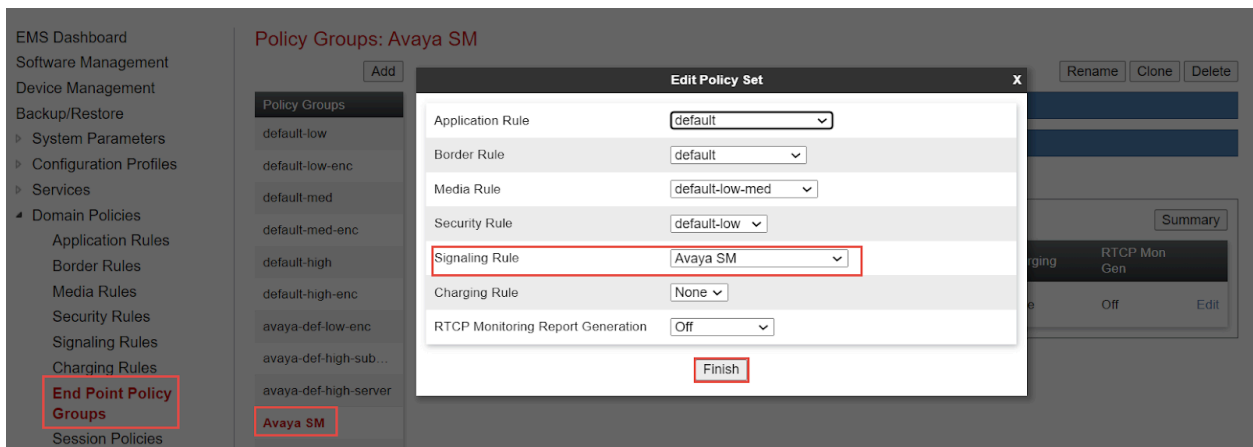 EMS Dashboard
Software Management
Device Management
Backup/Restore
System Parameters
Configuration Profiles
Services
Domain Policies
Application Rules
Border Rules
Media Rules
Security Rules
Signaling Rules
Charging Rules
End Point Policy
Groups
Session Policies
Policy Groups: Avaya SM
Add
Rename Clone Delete
Policy Groups
default-low
default-low-enc
default-med
default-med-enc
default-high
default-high-enc
avaya-def-low-enc
avaya-def-high-sub...
avaya-def-high-server
Avaya SM
Edit Policy Set X
Application Rule default
Border Rule default
Media Rule default-low-med
Security Rule default-low
Signaling Rule Avaya SM
Charging Rule None
RTCP Monitoring Report Generation Off
Finish
Summary
rging RTCP Mon
Gen
e Off Edit